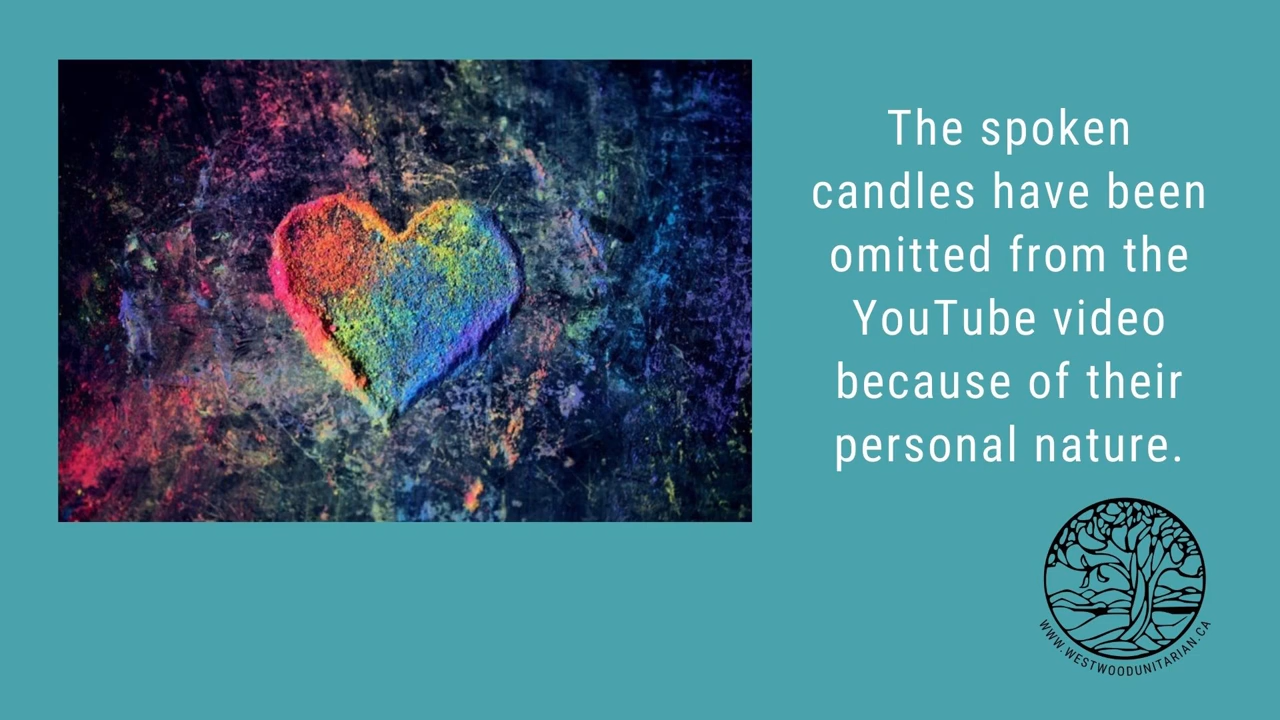 The spoken
candles have been
omitted from the
YouTube video
because of their
personal nature.
WWW.WESTWOODUNITARIAN.CA